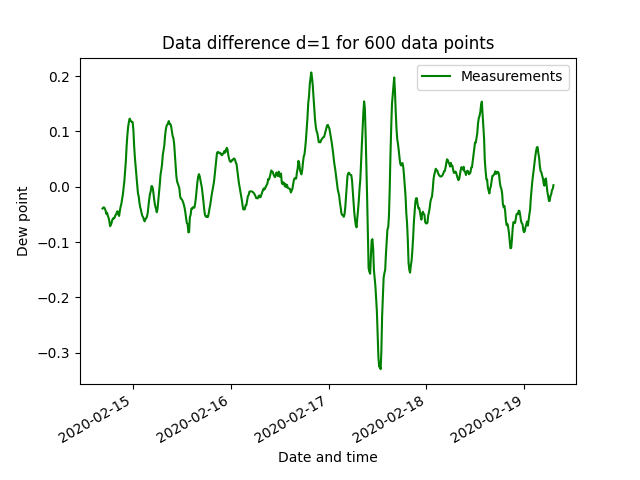 Data difference d=1 for 600 data points
Measurements
0.2
0.1
0.0
−0.1
−0.2
−0.3
Dew point
2020-02-15
2020-02-16
2020-02-17
2020-02-18
2020-02-19
Date and time